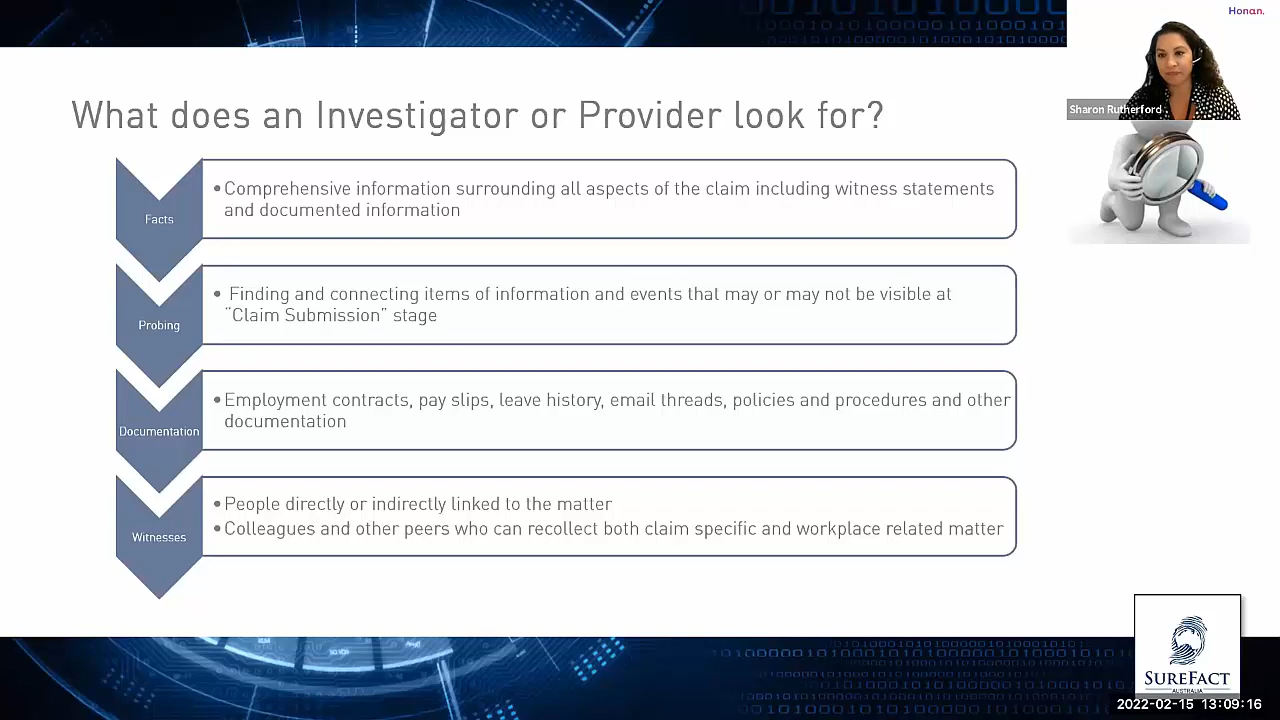 Honan.
What does an Investigator or Provider look for?
Sharon Rutherford
Facts
•Comprehensive information surrounding all aspects of the claim including witness statements
and documented information
Probing
• Finding and connecting items of information and events that may or may not be visible at
“Claim Submission” stage
Documentation
•Employment contracts, pay slips, leave history, email threads, policies and procedures and other
documentation
Witnesses
•People directly or indirectly linked to the matter
•Colleagues and other peers who can recollect both claim specific and workplace related matter
SUREFACT
AUSTRALIA
2022-02-15 13:09:16